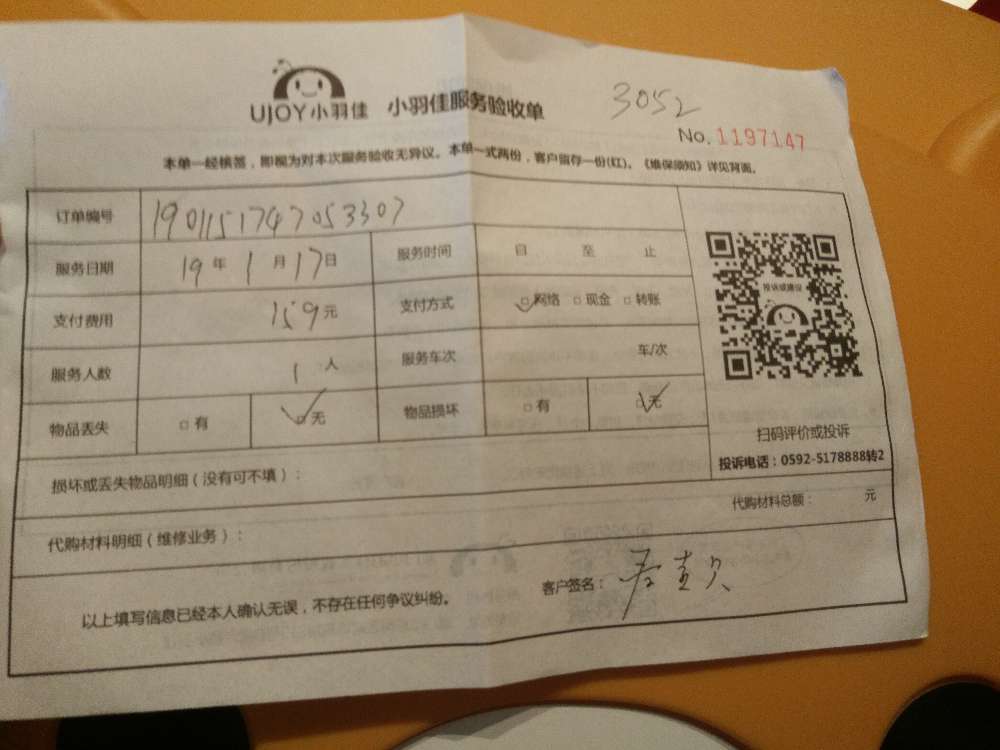 UJOY小羽佳 小羽佳服务验收单
3052
No. 1197147
本单一经核签，即视为对本次服务验收无异议。本单一式两份，客户留存一份(红)。《维保须知》详见背面。
订单编号 1901151747053307
服务日期 19年1月17日 服务时间 自 至 止
支付费用 159元 支付方式 ☑网络 □现金 □转账
服务人数 1人 服务车次 车/次
物品丢失 □有 ☑无 物品损坏 □有 ☑无
投诉或建议
扫码评价或投诉
投诉电话：0592-5178888转2
损坏或丢失物品明细（没有可不填）：
代购材料总额： 元
代购材料明细（维修业务）：
客户签名：
以上填写信息已经本人确认无误，不存在任何争议纠纷。